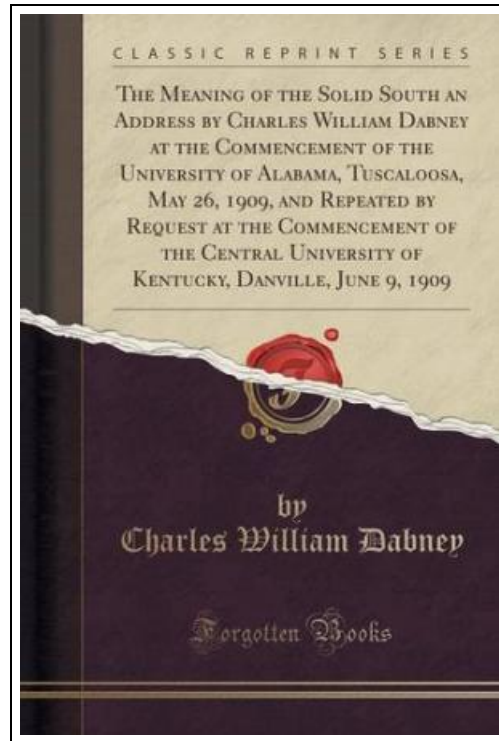 CLASSIC REPRINT SERIES
THE MEANING OF THE SOLID SOUTH AN
ADDRESS BY CHARLES WILLIAM DABNEY
AT THE COMMENCEMENT OF THE
UNIVERSITY OF ALABAMA, TUSCALOOSA,
MAY 26, 1909, AND REPEATED BY
REQUEST AT THE COMMENCEMENT OF
THE CENTRAL UNIVERSITY OF
KENTUCKY, DANVILLE, JUNE 9, 1909
by
Charles William Dabney
Forgotten Books